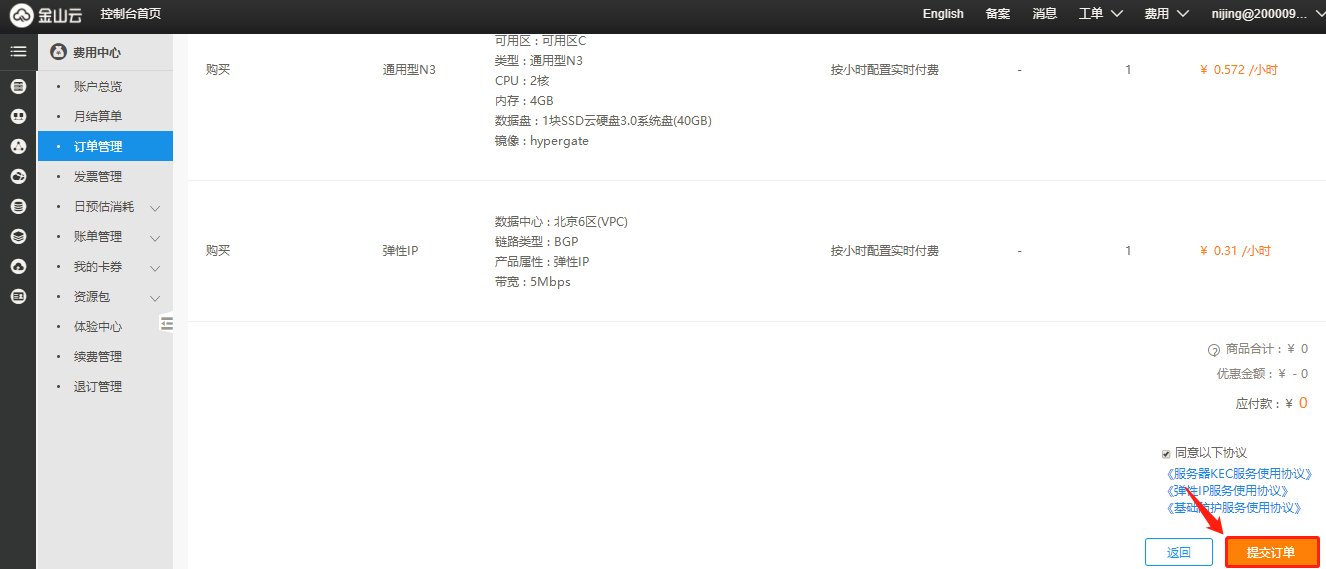 金山云 控制台首页 English 备案 消息 工单 费用 nijing@200009...
费用中心
账户总览
月结算单
订单管理
发票管理
日预估消耗
账单管理
我的卡券
资源包
体验中心
续费管理
退订管理
可用区：可用区C
类型：通用型N3
购买 通用型N3 按小时配置实时付费 - 1 ¥ 0.572 /小时
CPU：2核
内存：4GB
数据盘：1块SSD云硬盘3.0系统盘(40GB)
镜像：hypergate
数据中心：北京6区(VPC)
链路类型：BGP
购买 弹性IP 按小时配置实时付费 - 1 ¥ 0.31 /小时
产品属性：弹性IP
带宽：5Mbps
商品合计：¥ 0
优惠金额：¥ - 0
应付款：¥ 0
同意以下协议
《服务器KEC服务使用协议》
《弹性IP服务使用协议》
《基础防护服务使用协议》
返回 提交订单